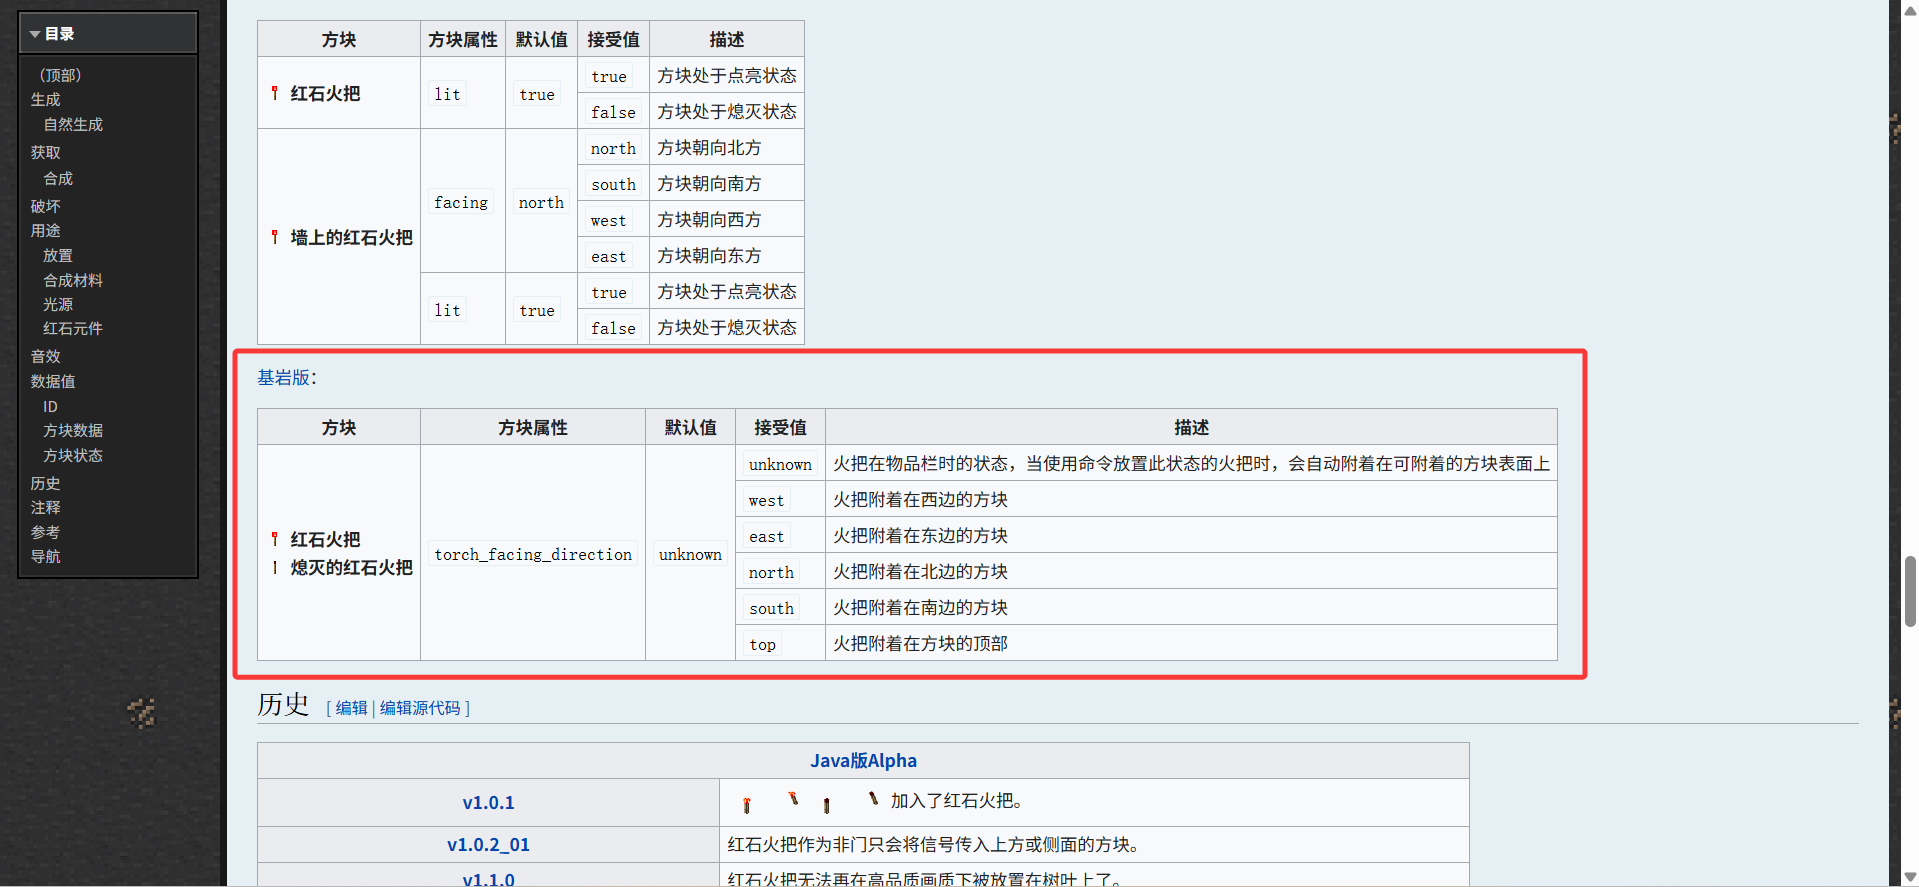 目录
（顶部）
生成
自然生成
获取
合成
破坏
用途
放置
合成材料
光源
红石元件
音效
数据值
ID
方块数据
方块状态
历史
注释
参考
导航
方块 方块属性 默认值 接受值 描述
红石火把 lit true true 方块处于点亮状态
false 方块处于熄灭状态
墙上的红石火把 facing north north 方块朝向北方
south 方块朝向南方
west 方块朝向西方
east 方块朝向东方
lit true true 方块处于点亮状态
false 方块处于熄灭状态
基岩版：
方块 方块属性 默认值 接受值 描述
红石火把
熄灭的红石火把 torch_facing_direction unknown unknown 火把在物品栏时的状态，当使用命令放置此状态的火把时，会自动附着在可附着的方块表面上
west 火把附着在西边的方块
east 火把附着在东边的方块
north 火把附着在北边的方块
south 火把附着在南边的方块
top 火把附着在方块的顶部
历史 [ 编辑 | 编辑源代码 ]
Java版Alpha
v1.0.1 加入了红石火把。
v1.0.2_01 红石火把作为非门只会将信号传入上方或侧面的方块。
v1.1.0 红石火把无法再在高品质画质下被放置在树叶上了。